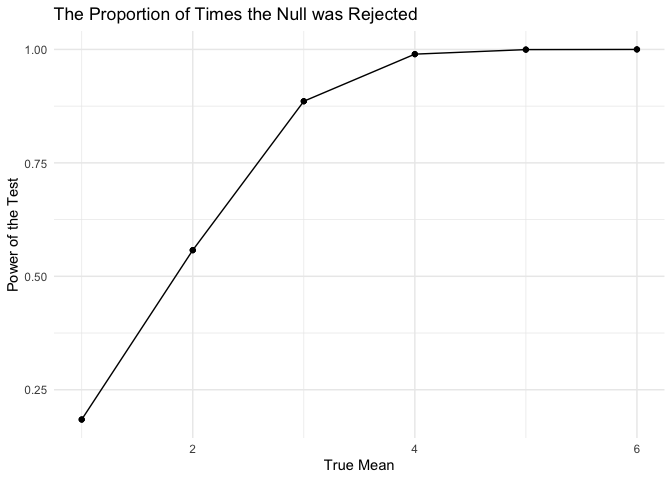 The Proportion of Times the Null was Rejected
1.00
0.75
0.50
0.25
Power of the Test
2
4
6
True Mean